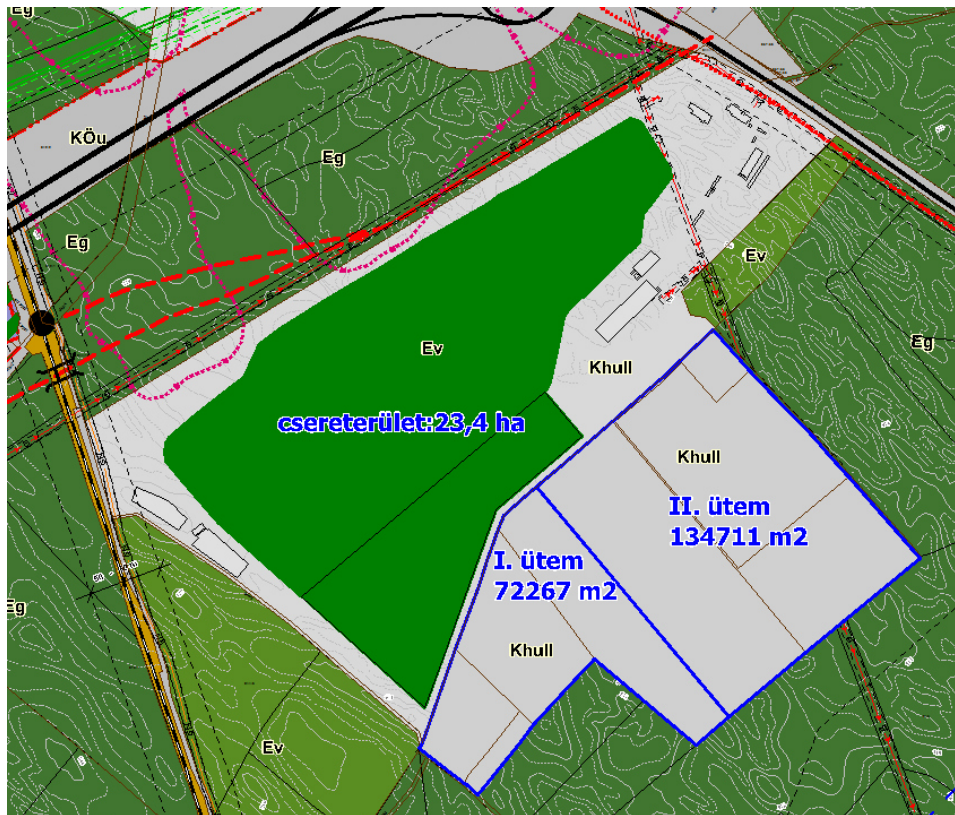 Eg
KÖu
Eg
Eg
Ev
Ev
Eg
Khull
csereterület:23,4 ha
Khull
II. ütem
134711 m2
I. ütem
72267 m2
Eg
Khull
Ev